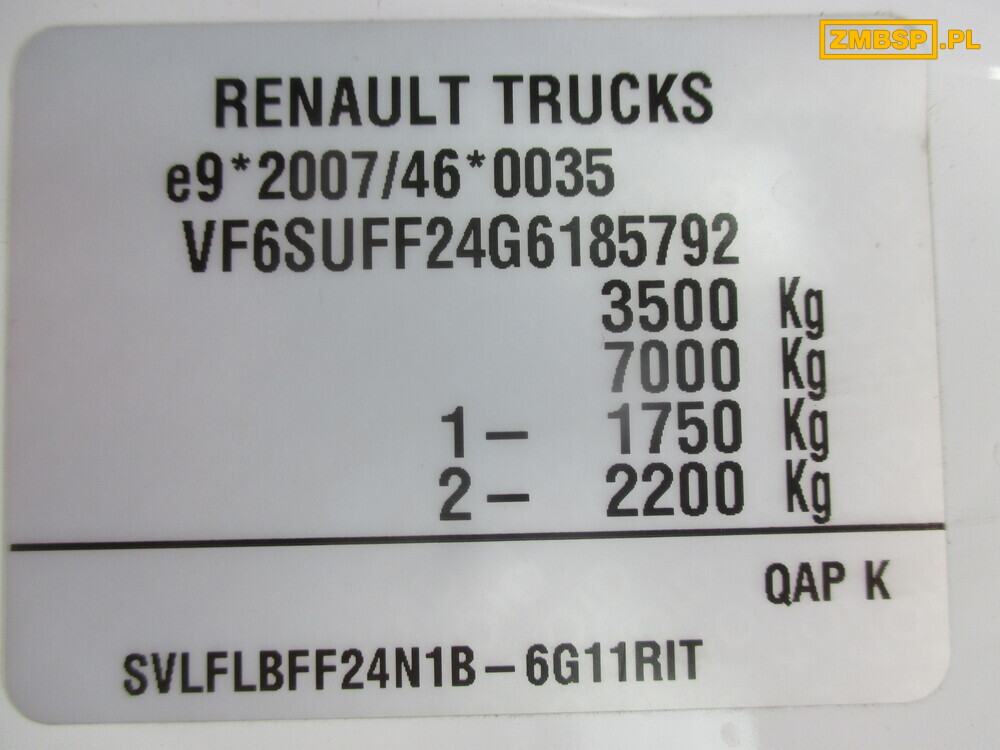 ZMBSP.PL
RENAULT TRUCKS
e9*2007/46*0035
VF6SUFF24G6185792
3500 Kg
7000 Kg
1– 1750 Kg
2– 2200 Kg
QAP K
SVLFLBFF24N1B–6G11RIT